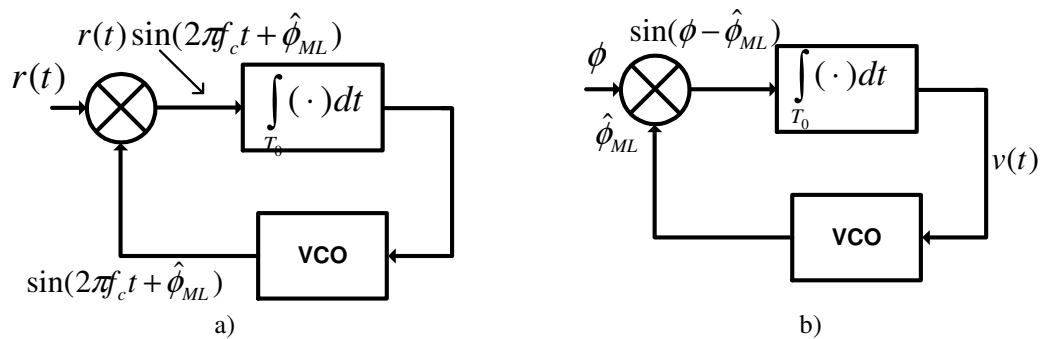 r(t) sin(2πf_c t + φ̂_ML)
r(t)
∫_{T_0} (·) dt
VCO
sin(2πf_c t + φ̂_ML)
a)
sin(φ − φ̂_ML)
φ
∫_{T_0} (·) dt
φ̂_ML
v(t)
VCO
b)